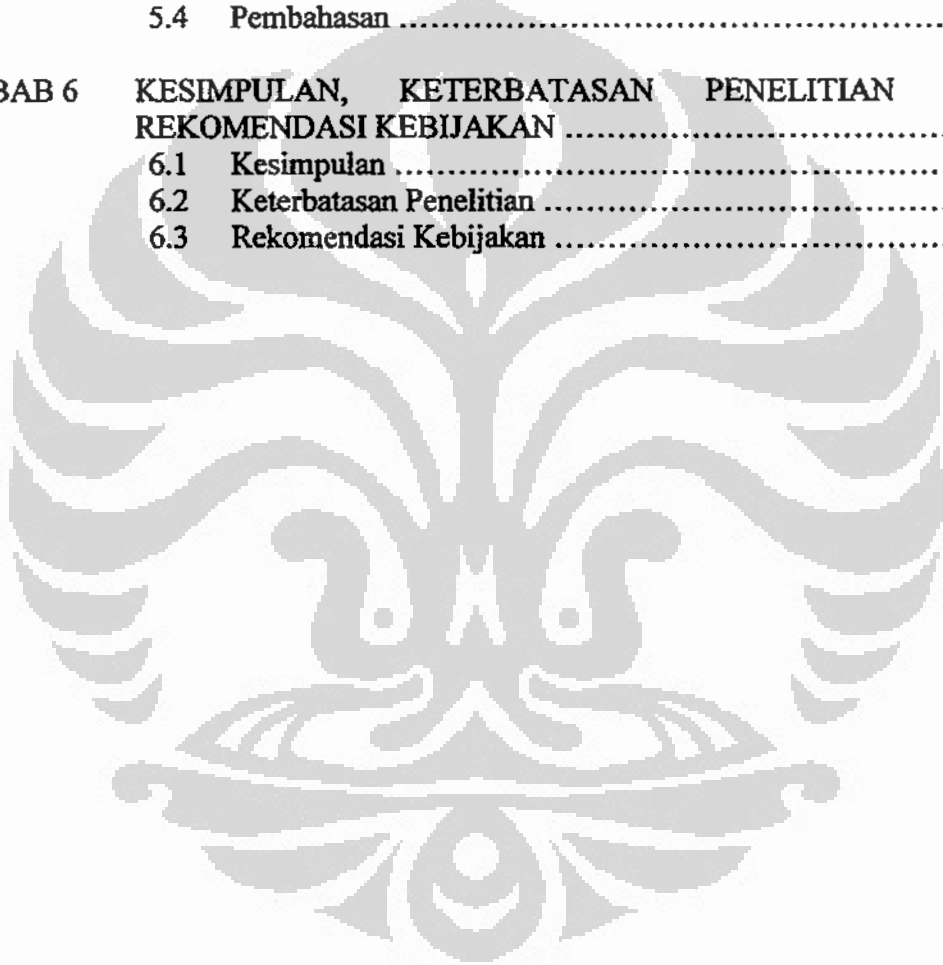 5.4 Pembahasan ........................................................
BAB 6 KESIMPULAN, KETERBATASAN PENELITIAN
REKOMENDASI KEBIJAKAN ........................................
6.1 Kesimpulan ........................................................
6.2 Keterbatasan Penelitian ........................................
6.3 Rekomendasi Kebijakan ........................................